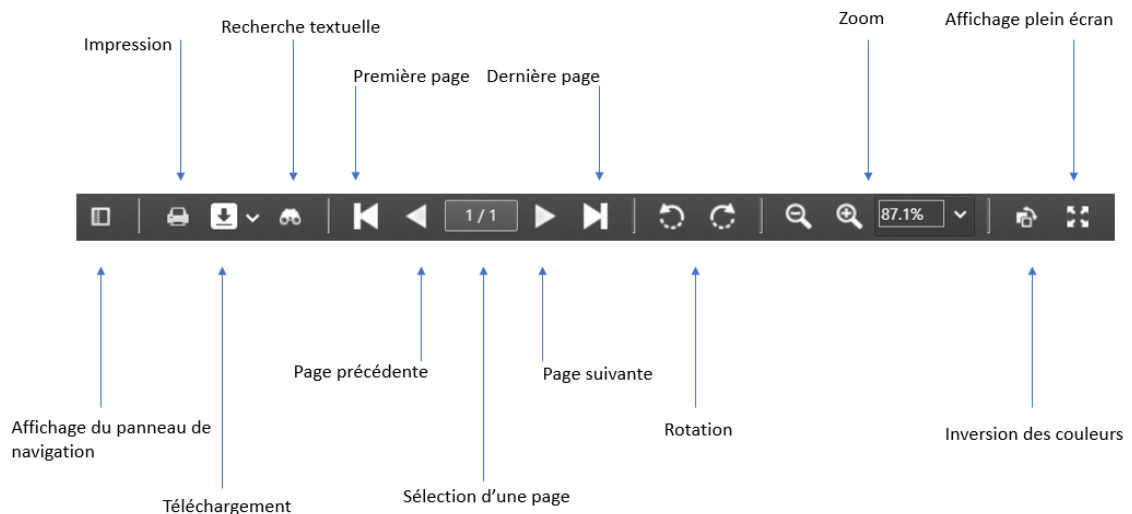 Zoom
Affichage plein écran
Recherche textuelle
Impression
Première page
Dernière page
1 / 1
87.1%
Page précédente
Page suivante
Affichage du panneau de
navigation
Rotation
Inversion des couleurs
Sélection d’une page
Téléchargement